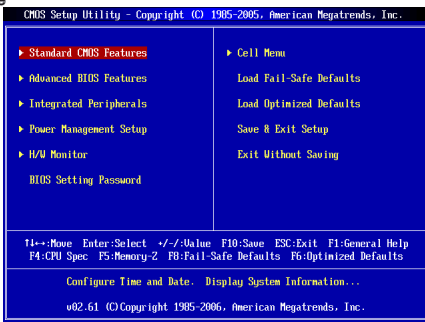 CMOS Setup Utility - Copyright (C) 1985-2005, American Megatrends, Inc.
▶ Standard CMOS Features
▶ Advanced BIOS Features
▶ Integrated Peripherals
▶ Power Management Setup
▶ H/W Monitor
BIOS Setting Password
▶ Cell Menu
Load Fail-Safe Defaults
Load Optimized Defaults
Save & Exit Setup
Exit Without Saving
↑↓←→:Move Enter:Select +/-/:Value F10:Save ESC:Exit F1:General Help
F4:CPU Spec F5:Memory-Z F8:Fail-Safe Defaults F6:Optimized Defaults
Configure Time and Date. Display System Information...
v02.61 (C)Copyright 1985-2006, American Megatrends, Inc.